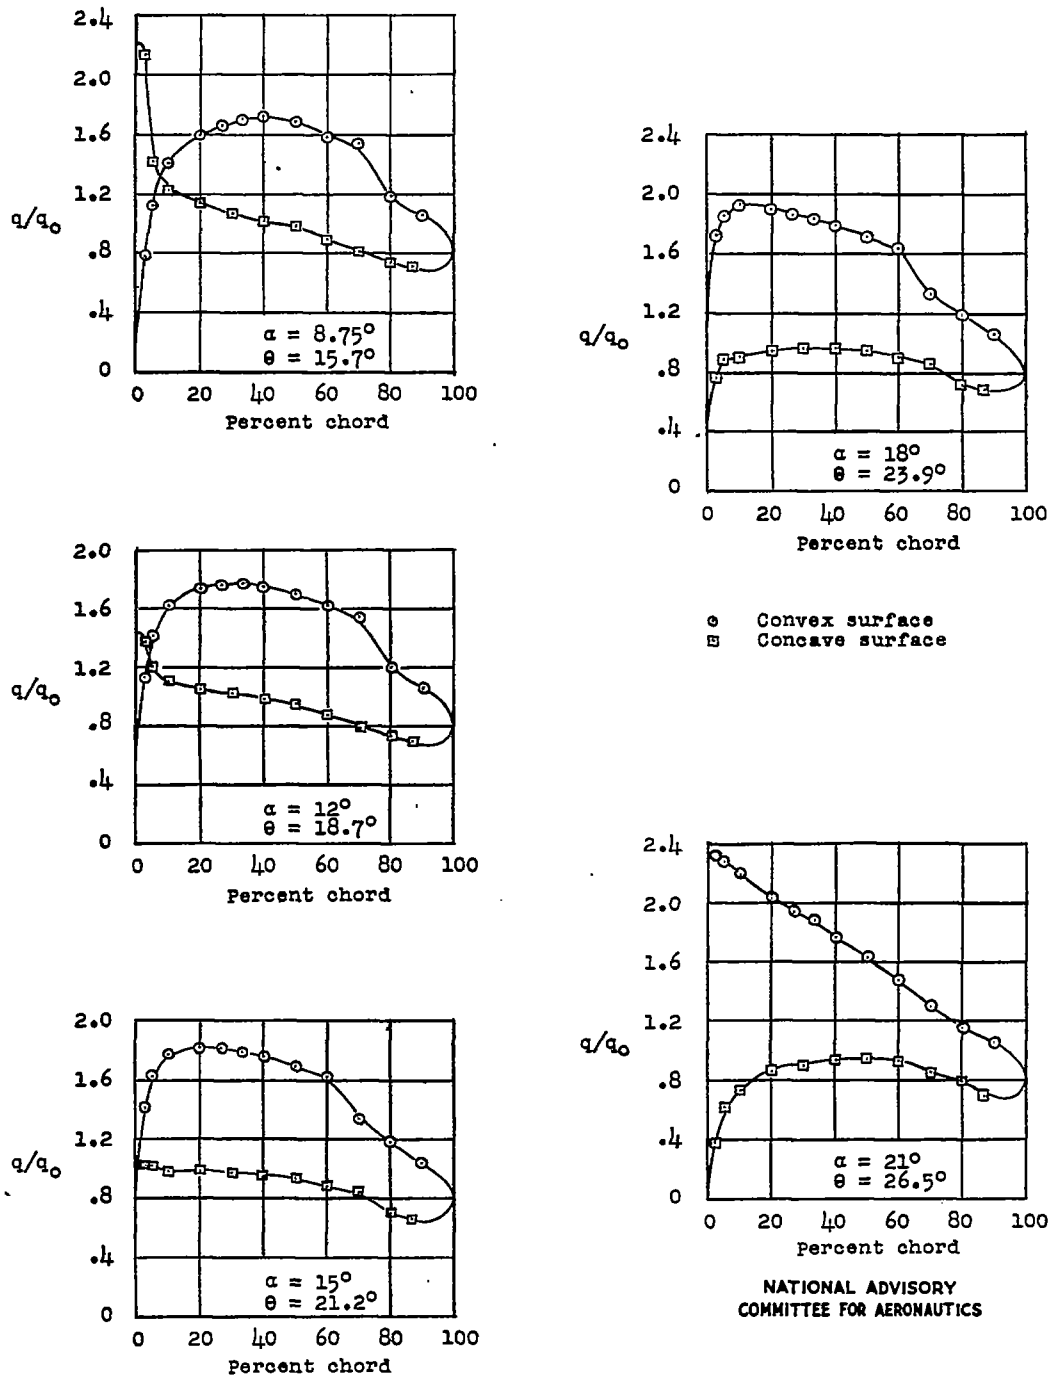 2.4
2.0
1.6
1.2
.8
.4
0
q/q₀
α = 8.75°
θ = 15.7°
0 20 40 60 80 100
Percent chord
2.0
1.6
1.2
.8
.4
0
q/q₀
α = 12°
θ = 18.7°
0 20 40 60 80 100
Percent chord
2.0
1.6
1.2
.8
.4
0
q/q₀
α = 15°
θ = 21.2°
0 20 40 60 80 100
Percent chord
2.4
2.0
1.6
1.2
.8
.4
0
q/q₀
α = 18°
θ = 23.9°
0 20 40 60 80 100
Percent chord
Convex surface
Concave surface
2.4
2.0
1.6
1.2
.8
.4
0
q/q₀
α = 21°
θ = 26.5°
0 20 40 60 80 100
Percent chord
NATIONAL ADVISORY
COMMITTEE FOR AERONAUTICS